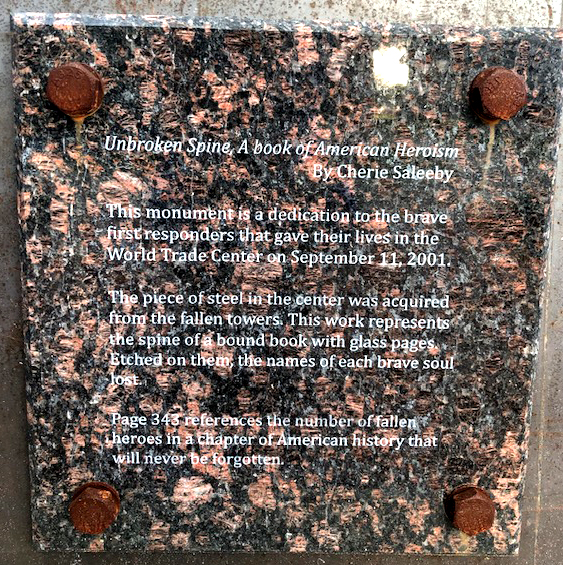 Unbroken Spine, A book of American Heroism
By Cherie Saleeby
This monument is a dedication to the brave
first responders that gave their lives in the
World Trade Center on September 11, 2001.
The piece of steel in the center was acquired
from the fallen towers. This work represents
the spine of a bound book with glass pages.
Etched on them, the names of each brave soul
lost.
Page 343 references the number of fallen
heroes in a chapter of American history that
will never be forgotten.